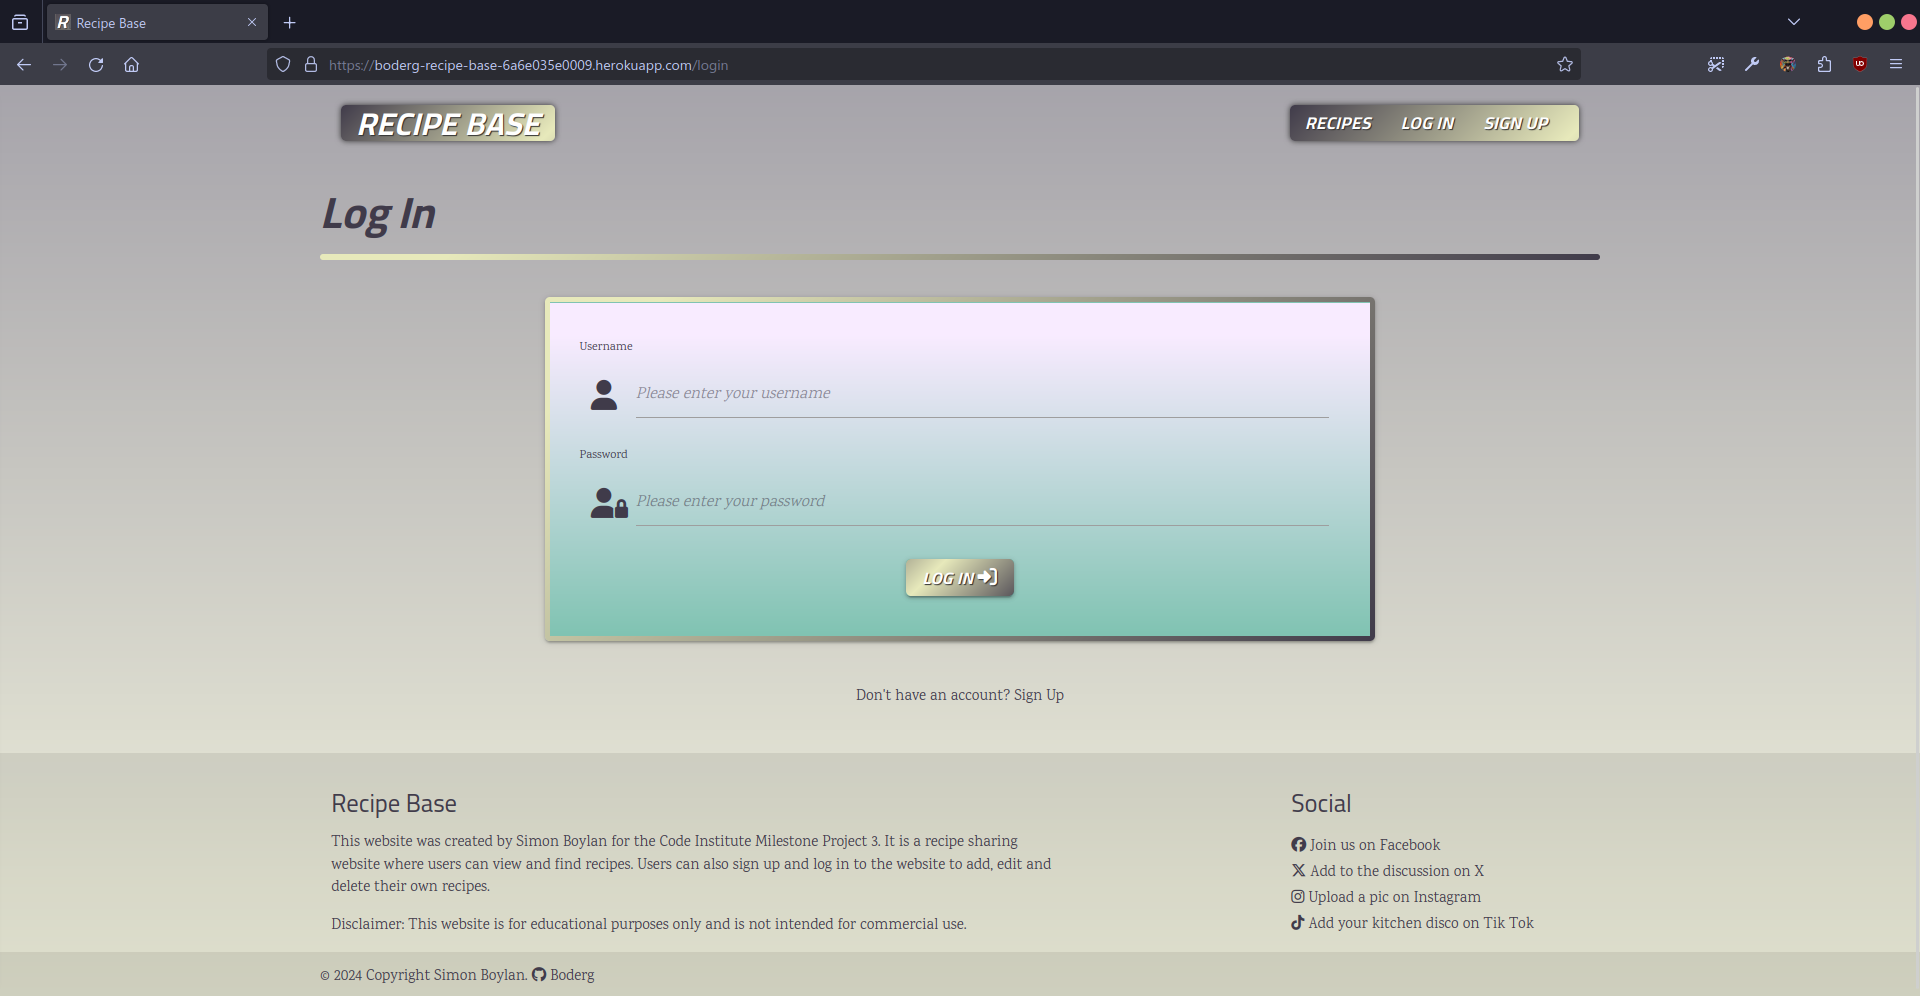 Recipe Base
https://boderg-recipe-base-6a6e035e0009.herokuapp.com/login
RECIPE BASE
RECIPES LOG IN SIGN UP
Log In
Username
Please enter your username
Password
Please enter your password
LOG IN
Don't have an account? Sign Up
Recipe Base
This website was created by Simon Boylan for the Code Institute Milestone Project 3. It is a recipe sharing
website where users can view and find recipes. Users can also sign up and log in to the website to add, edit and
delete their own recipes.
Disclaimer: This website is for educational purposes only and is not intended for commercial use.
Social
Join us on Facebook
Add to the discussion on X
Upload a pic on Instagram
Add your kitchen disco on Tik Tok
© 2024 Copyright Simon Boylan. Boderg